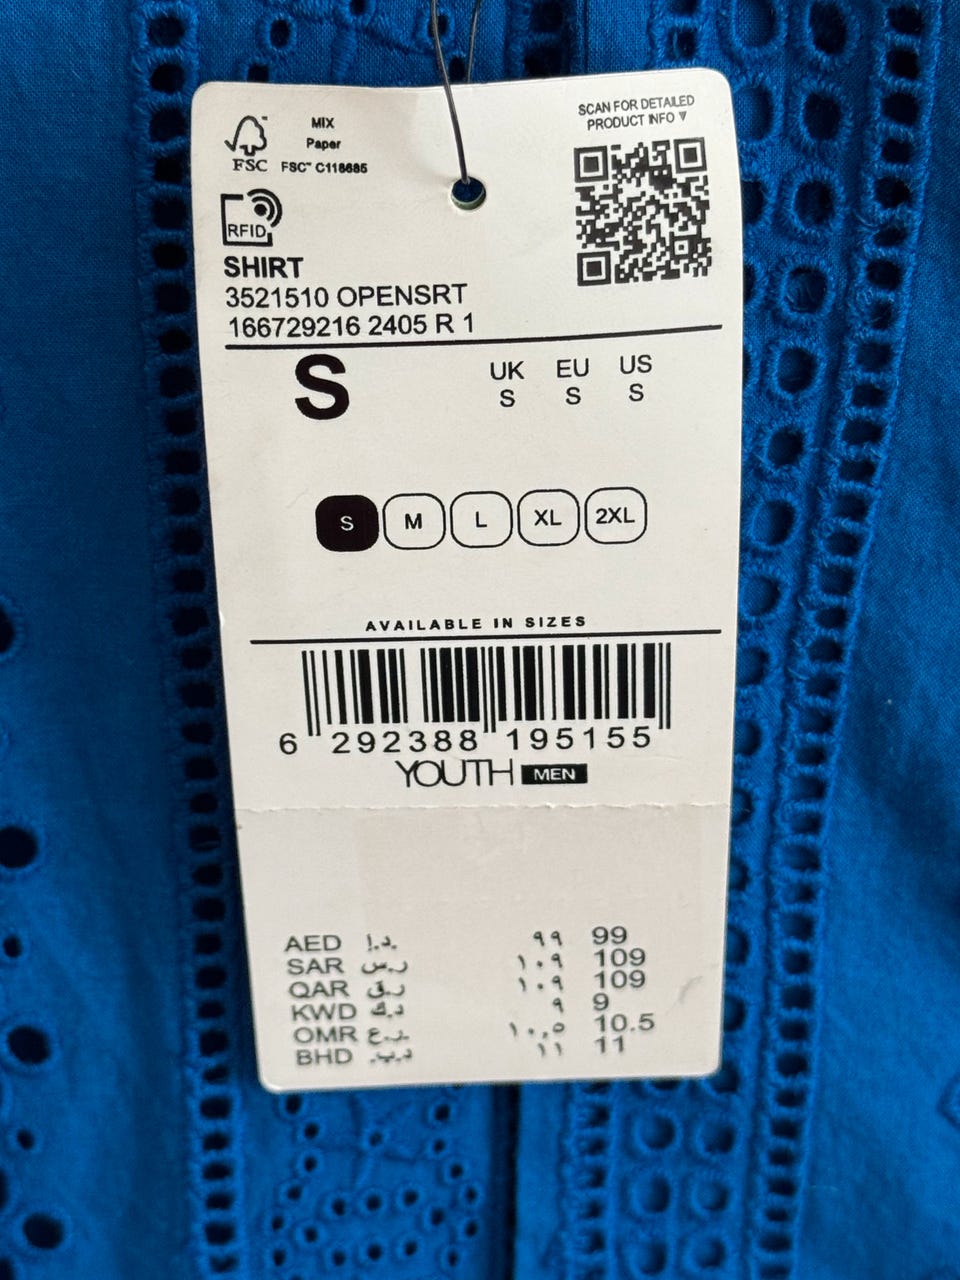 SCAN FOR DETAILED
PRODUCT INFO ▼
FSC™
MIX
Paper
FSC™ C118685
RFID
SHIRT
3521510 OPENSRT
166729216 2405 R 1
S
UK EU US
S S S
S M L XL 2XL
AVAILABLE IN SIZES
6 292388 195155
YOUTH MEN
AED د.إ. ٩٩ 99
SAR ر.س ١٠٩ 109
QAR ر.ق ١٠٩ 109
KWD د.ك ٩ 9
OMR ر.ع. ١٠,٥ 10.5
BHD د.ب. ١١ 11